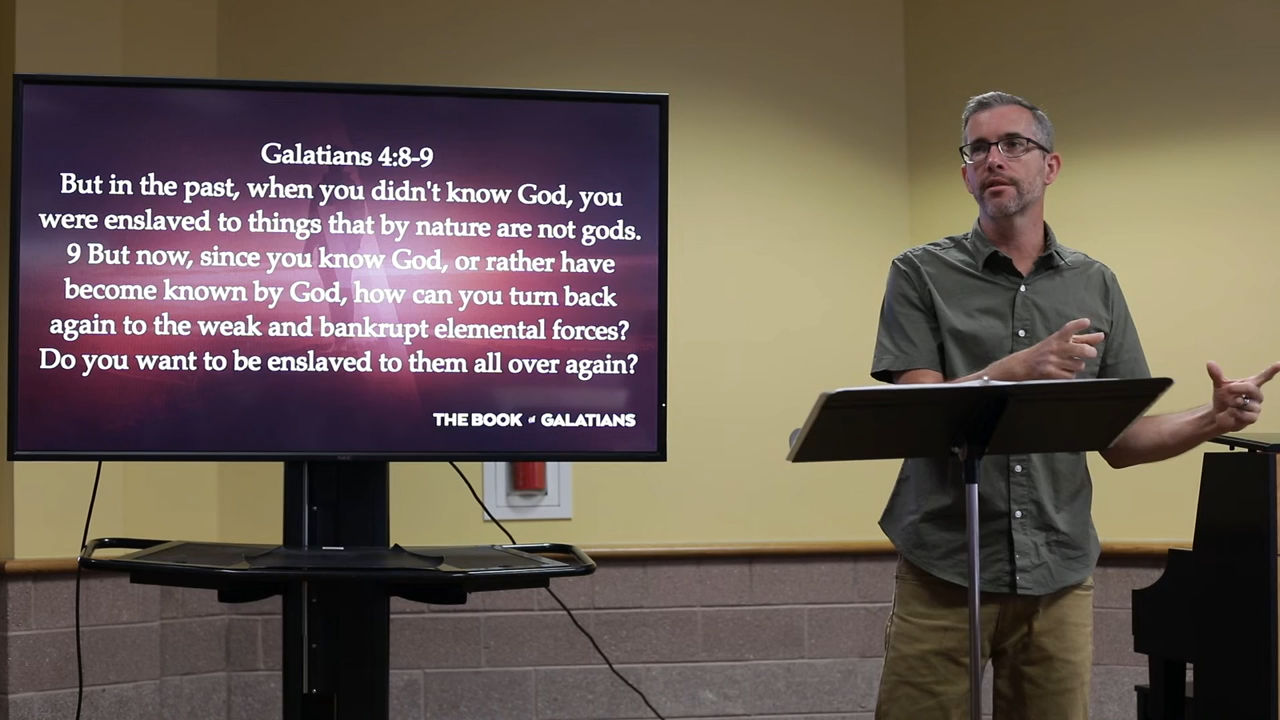 Galatians 4:8-9
But in the past, when you didn't know God, you
were enslaved to things that by nature are not gods.
9 But now, since you know God, or rather have
become known by God, how can you turn back
again to the weak and bankrupt elemental forces?
Do you want to be enslaved to them all over again?
THE BOOK of GALATIANS